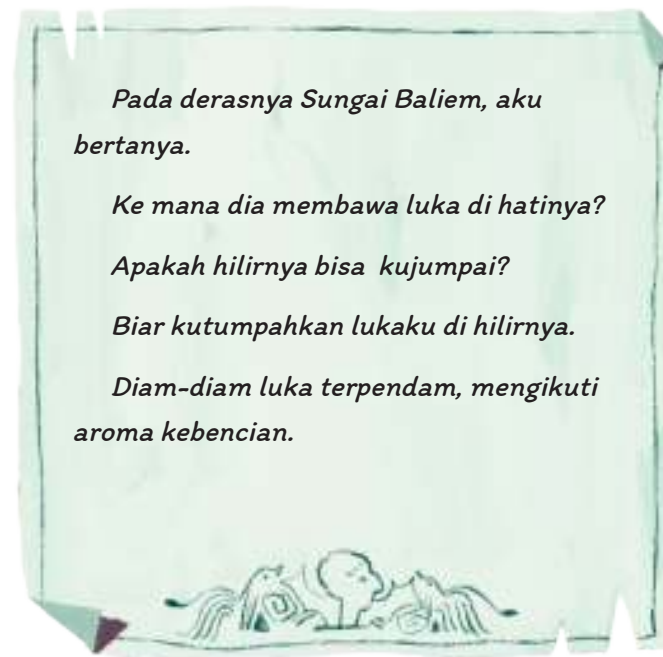 Pada derasnya Sungai Baliem, aku
bertanya.
Ke mana dia membawa luka di hatinya?
Apakah hilirnya bisa kujumpai?
Biar kutumpahkan lukaku di hilirnya.
Diam-diam luka terpendam, mengikuti
aroma kebencian.